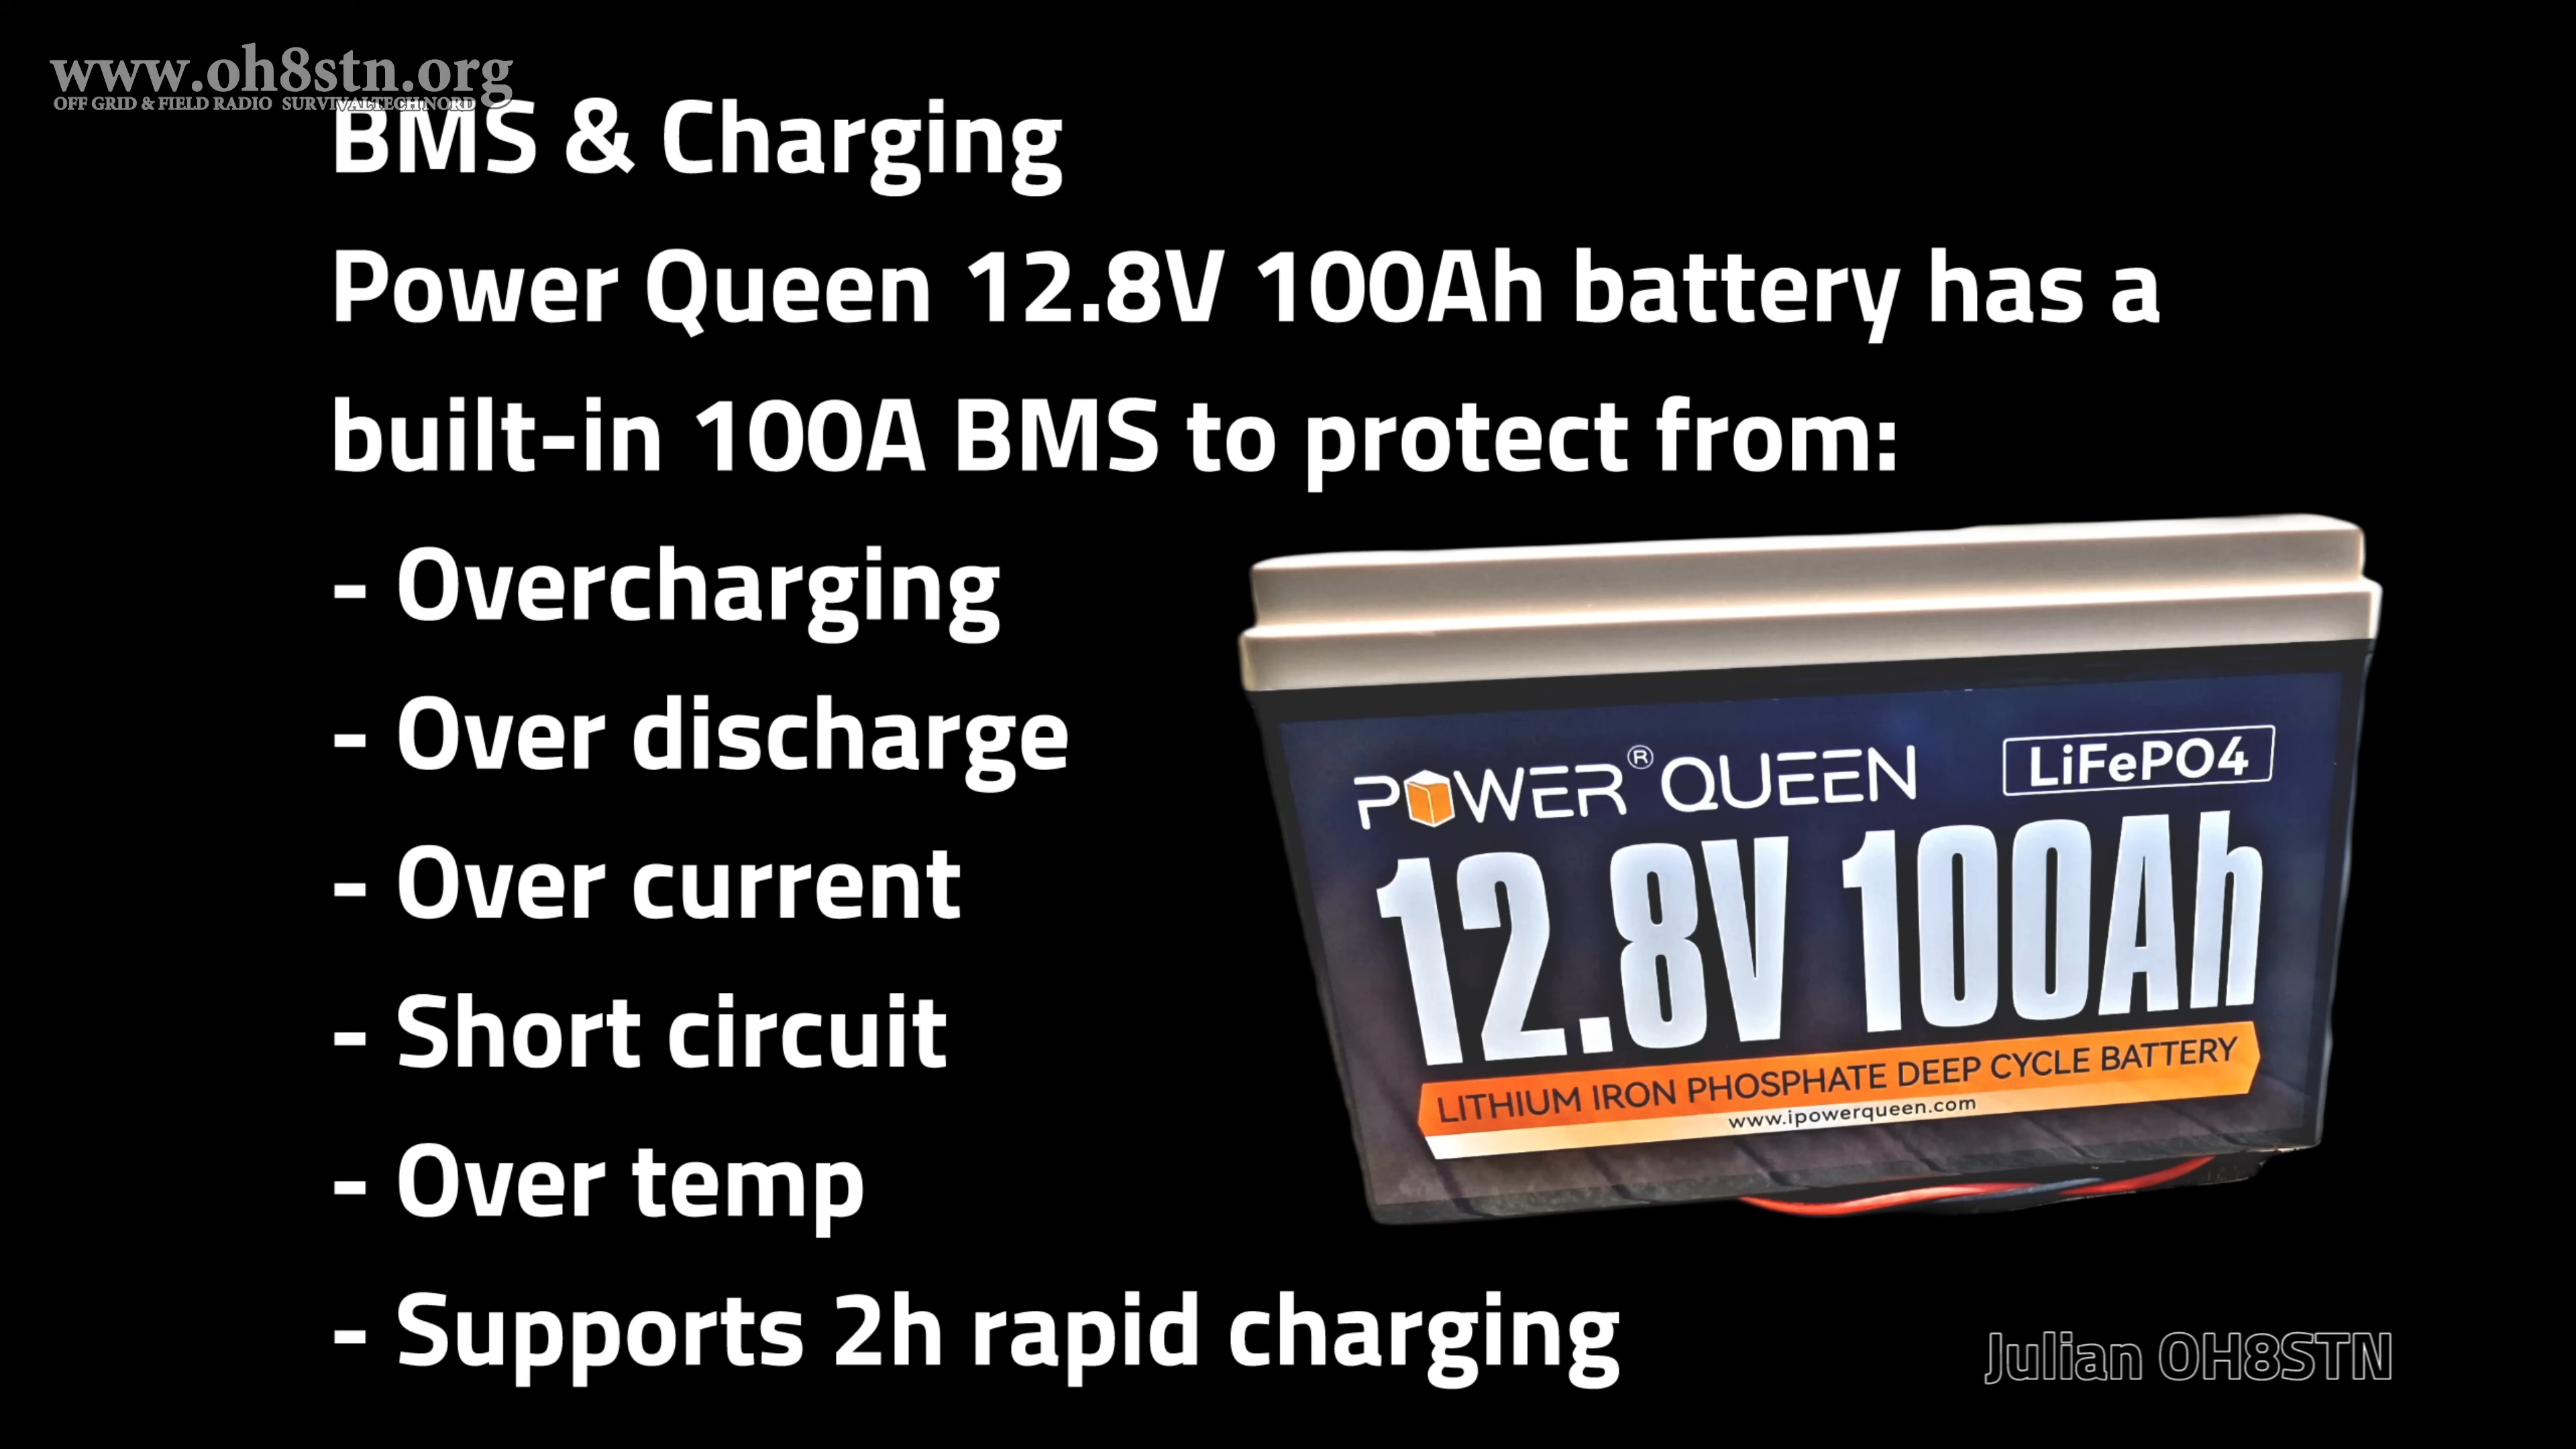 www.oh8stn.org
OFF GRID & FIELD RADIO SURVIVALTECHNORD
BMS & Charging
Power Queen 12.8V 100Ah battery has a
built-in 100A BMS to protect from:
- Overcharging
- Over discharge
- Over current
- Short circuit
- Over temp
- Supports 2h rapid charging
POWER® QUEEN
LiFePO4
12.8V 100Ah
LITHIUM IRON PHOSPHATE DEEP CYCLE BATTERY
www.ipowerqueen.com
Julian OH8STN